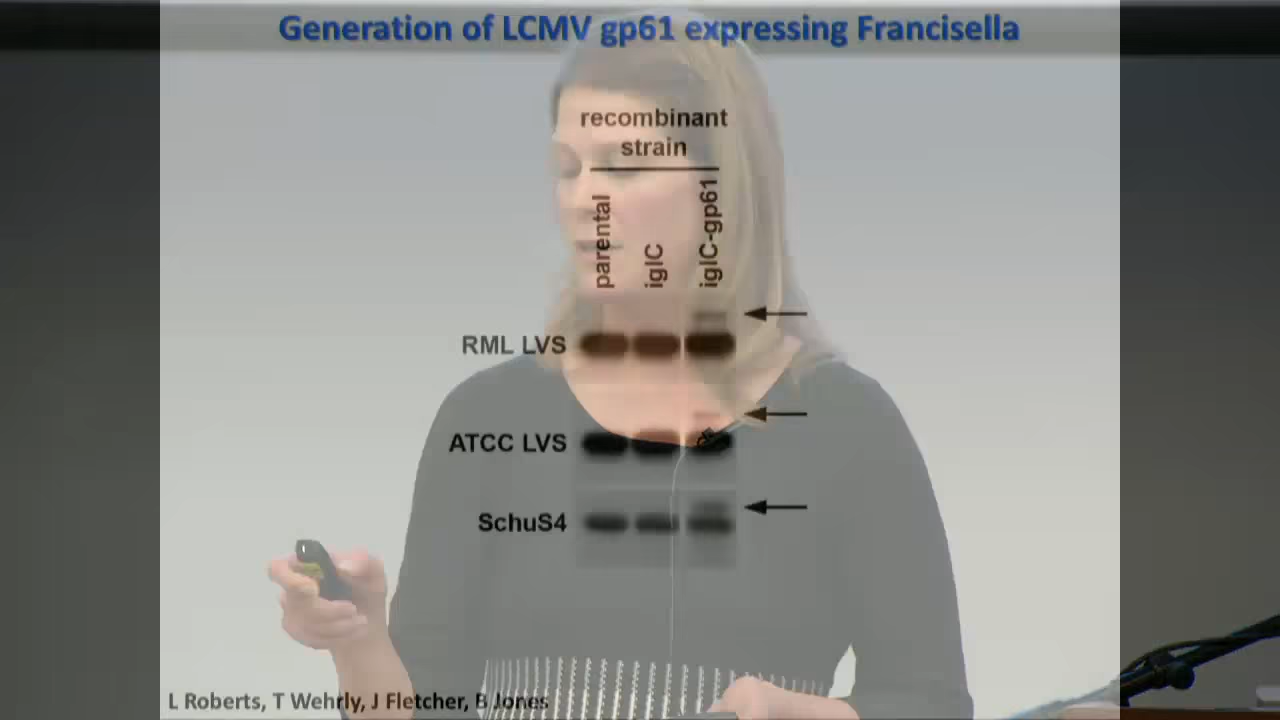 Generation of LCMV gp61 expressing Francisella
recombinant
strain
parental
iglC
iglC-gp61
RML LVS
ATCC LVS
SchuS4
L Roberts, T Wehrly, J Fletcher, B Jones